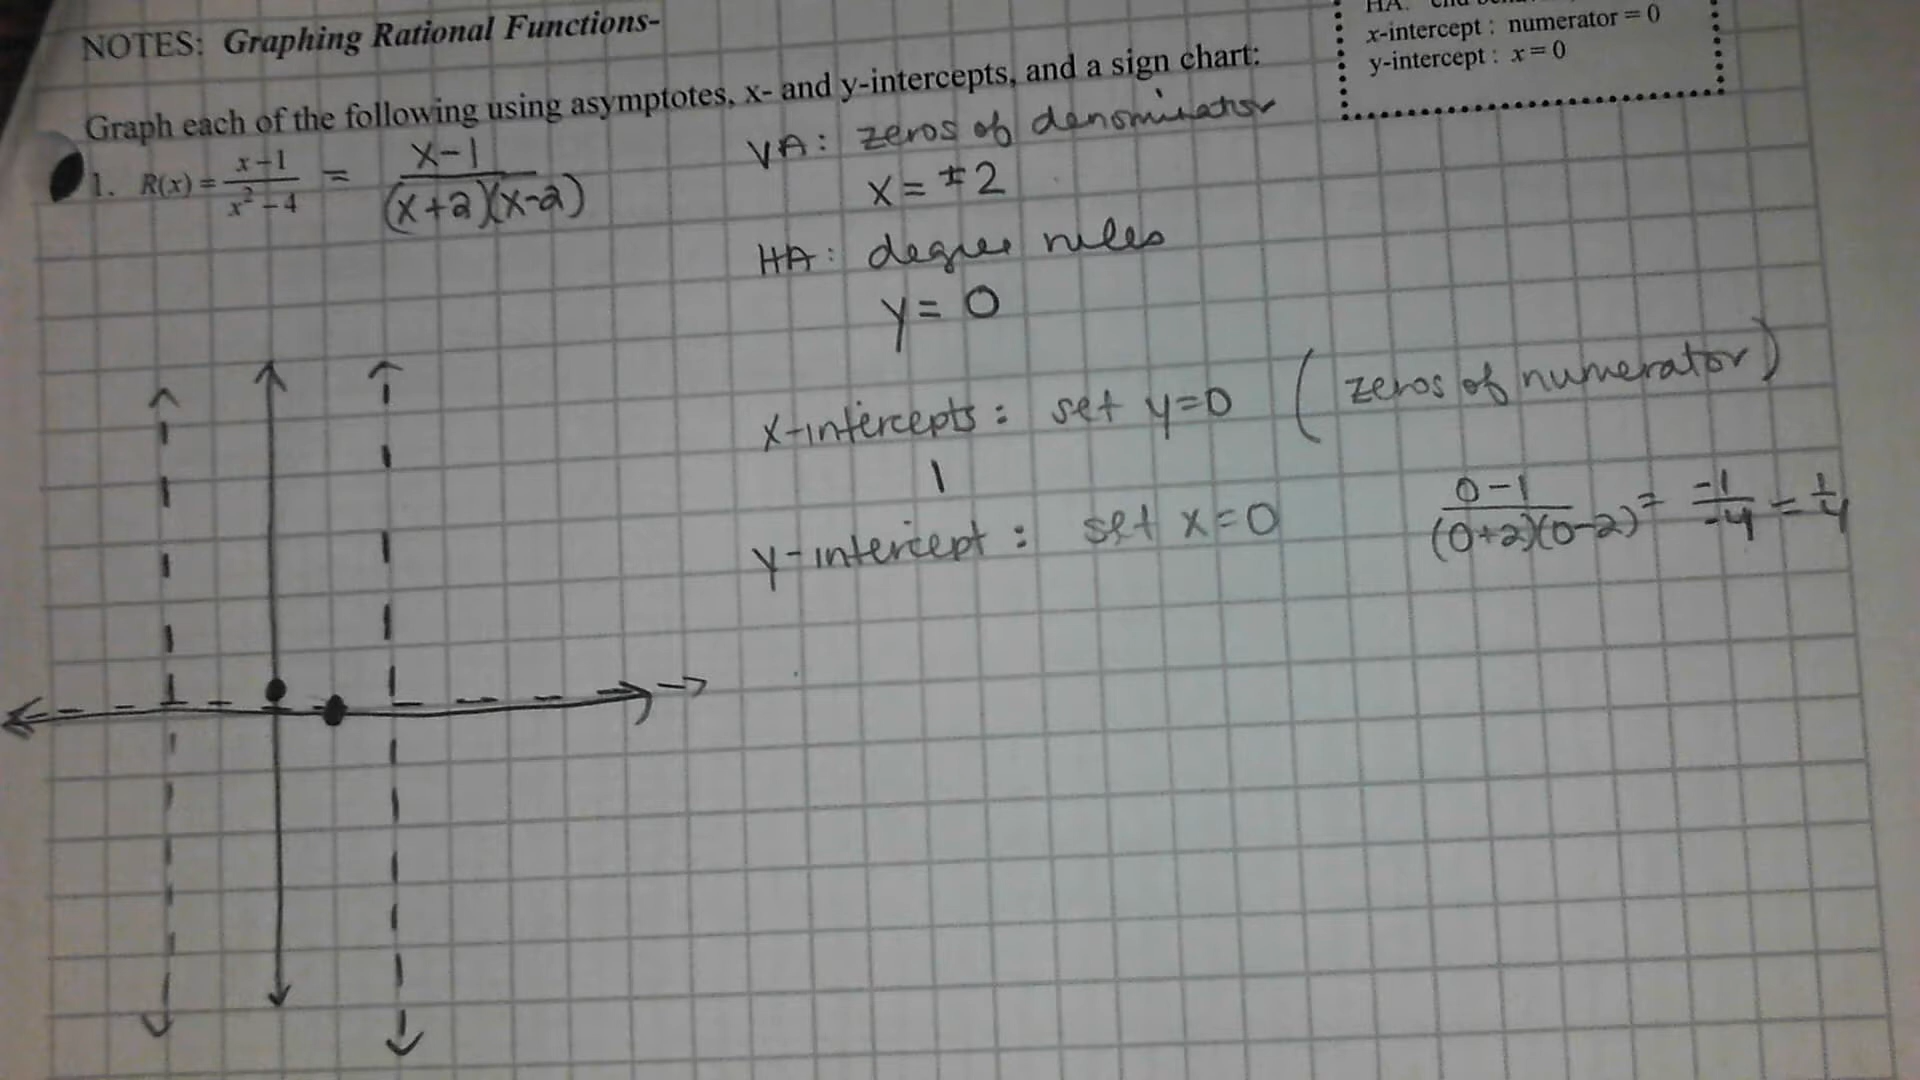 NOTES: Graphing Rational Functions-
x-intercept : numerator = 0
y-intercept : x = 0
Graph each of the following using asymptotes, x- and y-intercepts, and a sign chart:
1. R(x) = x-1 / x² - 4 = x-1 / (x+2)(x-2)
VA: zeros of denominator
x = ±2
HA: degree rules
y = 0
x-intercepts: set y=0 (zeros of numerator)
1
y-intercept: set x=0 0-1 / (0+2)(0-2) = -1 / -4 = 1/4